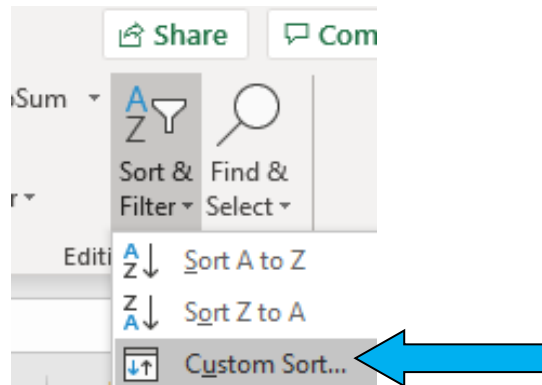 Share Com
Sum
Sort & Find &
Filter Select
Editi
Sort A to Z
Sort Z to A
Custom Sort...